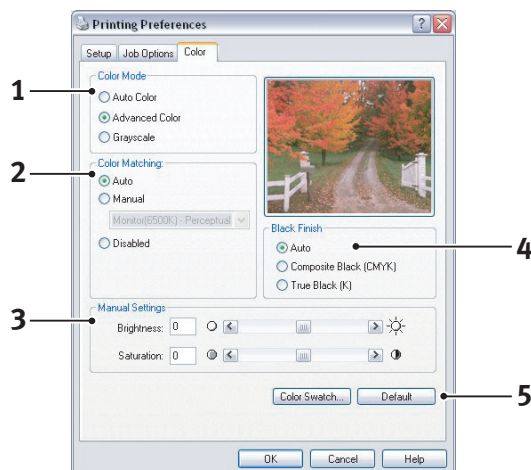 Printing Preferences
Setup Job Options Color
Color Mode
Auto Color
Advanced Color
Grayscale
Color Matching:
Auto
Manual
Monitor(6500K) - Perceptual
Disabled
Black Finish
Auto
Composite Black (CMYK)
True Black (K)
Manual Settings
Brightness: 0
Saturation: 0
Color Swatch... Default
OK Cancel Help
1
2
3
4
5